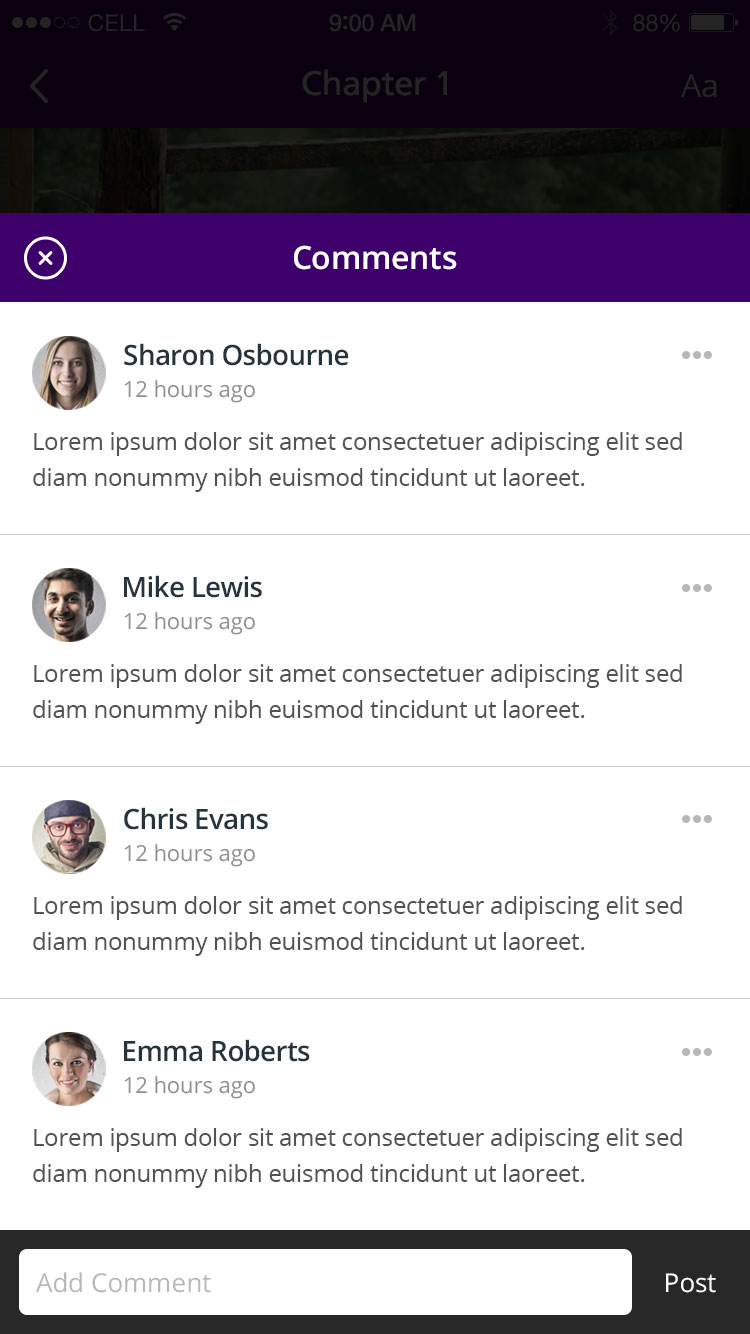 CELL 9:00 AM 88%
Chapter 1 Aa
Comments
Sharon Osbourne
12 hours ago
Lorem ipsum dolor sit amet consectetuer adipiscing elit sed
diam nonummy nibh euismod tincidunt ut laoreet.
Mike Lewis
12 hours ago
Lorem ipsum dolor sit amet consectetuer adipiscing elit sed
diam nonummy nibh euismod tincidunt ut laoreet.
Chris Evans
12 hours ago
Lorem ipsum dolor sit amet consectetuer adipiscing elit sed
diam nonummy nibh euismod tincidunt ut laoreet.
Emma Roberts
12 hours ago
Lorem ipsum dolor sit amet consectetuer adipiscing elit sed
diam nonummy nibh euismod tincidunt ut laoreet.
Add Comment Post